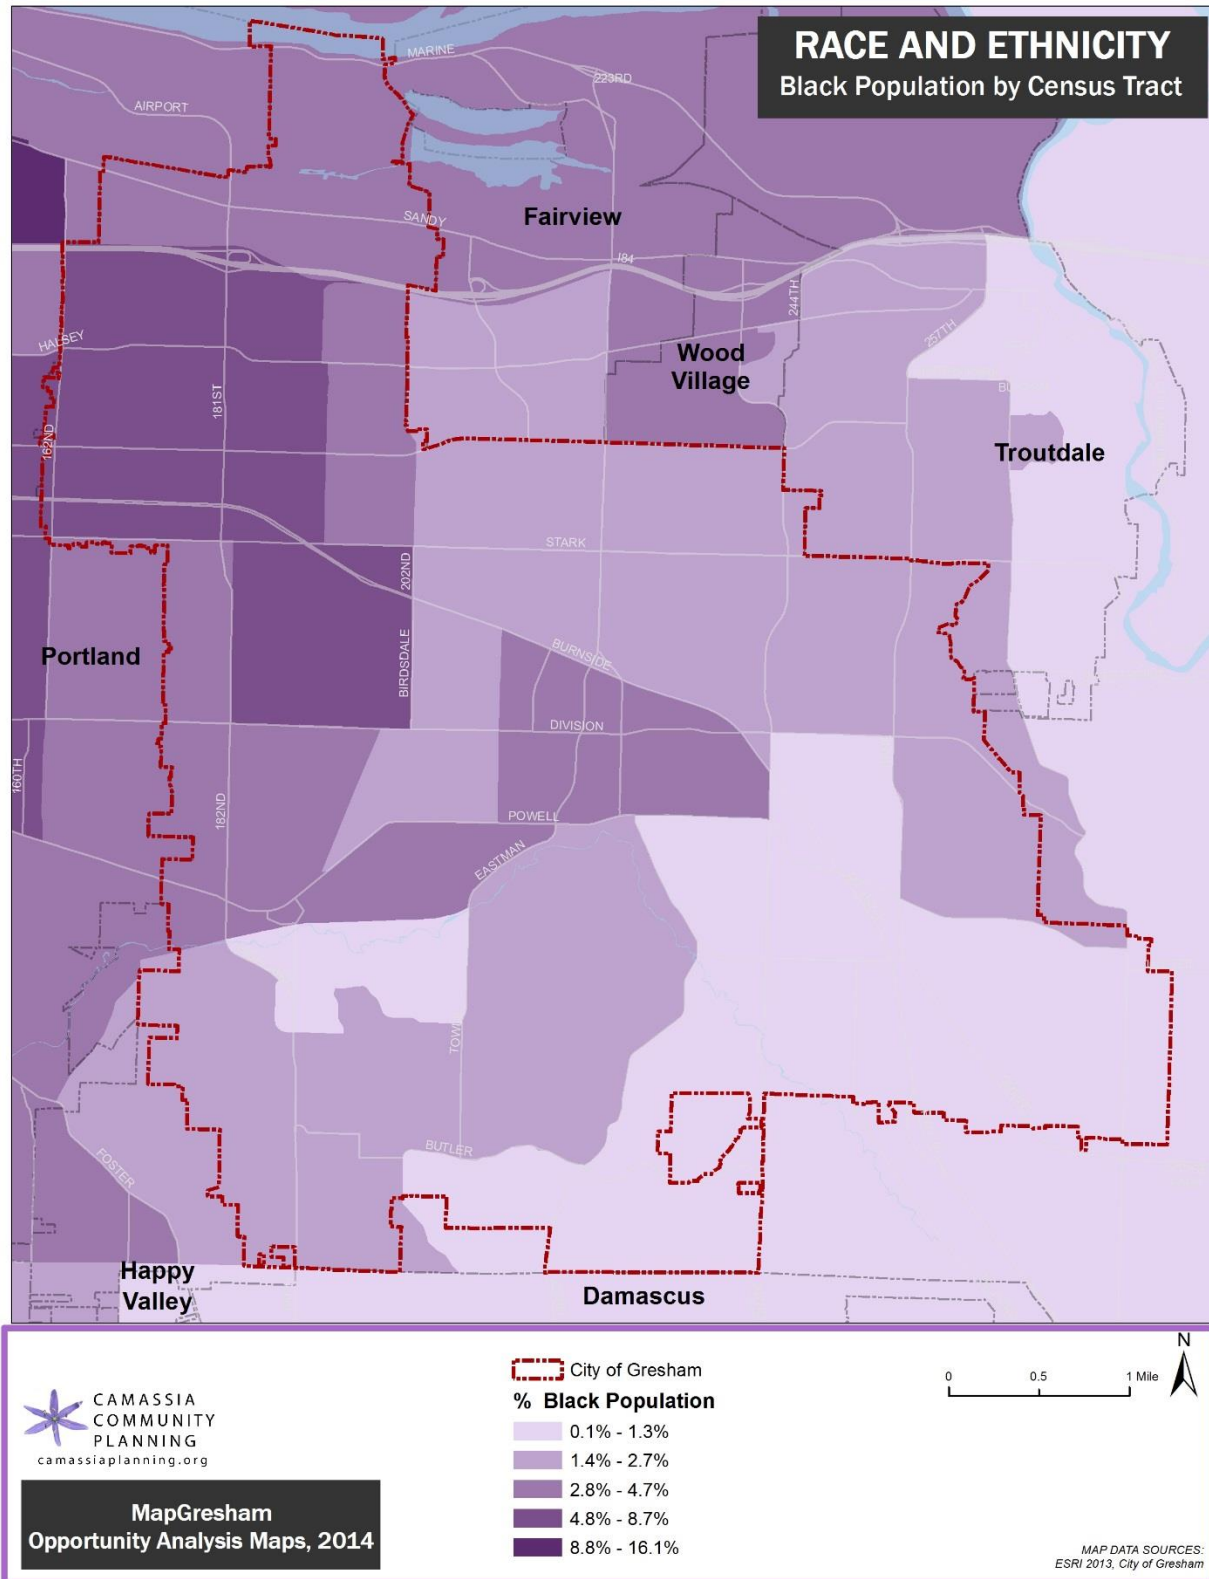 RACE AND ETHNICITY
Black Population by Census Tract
MARINE
223RD
AIRPORT
SANDY
Fairview
I84
244TH
257TH
HALSEY
Wood
Village
181ST
162ND
Troutdale
STARK
202ND
BIRDSDALE
BURNSIDE
Portland
DIVISION
160TH
182ND
POWELL
EASTMAN
BUTLER
FOSTER
Happy
Valley
Damascus
CAMASSIA
COMMUNITY
PLANNING
camassiaplanning.org
MapGresham
Opportunity Analysis Maps, 2014
City of Gresham
% Black Population
0.1% - 1.3%
1.4% - 2.7%
2.8% - 4.7%
4.8% - 8.7%
8.8% - 16.1%
0 0.5 1 Mile
N
MAP DATA SOURCES:
ESRI 2013, City of Gresham